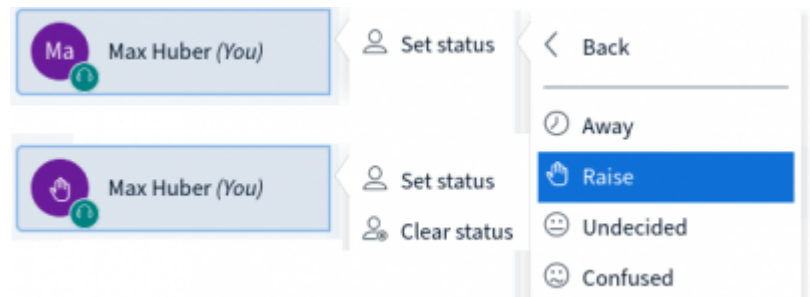 Ma Max Huber (You)
Set status
Back
Away
Max Huber (You)
Set status
Clear status
Raise
Undecided
Confused